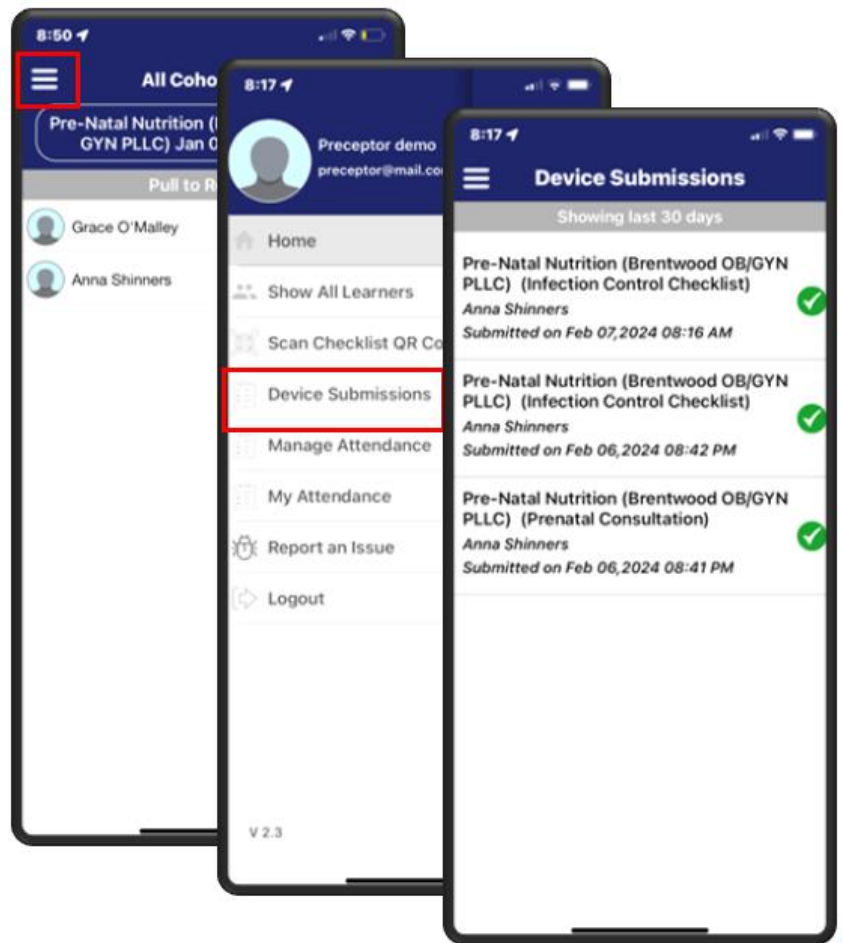 8:50
All Coho
Pre-Natal Nutrition (
GYN PLLC) Jan 0
Pull to R
Grace O'Malley
Anna Shinners
8:17
Preceptor demo
preceptor@mail.co
Home
Show All Learners
Scan Checklist QR Co
Device Submissions
Manage Attendance
My Attendance
Report an Issue
Logout
V 2.3
8:17
Device Submissions
Showing last 30 days
Pre-Natal Nutrition (Brentwood OB/GYN
PLLC) (Infection Control Checklist)
Anna Shinners
Submitted on Feb 07,2024 08:16 AM
Pre-Natal Nutrition (Brentwood OB/GYN
PLLC) (Infection Control Checklist)
Anna Shinners
Submitted on Feb 06,2024 08:42 PM
Pre-Natal Nutrition (Brentwood OB/GYN
PLLC) (Prenatal Consultation)
Anna Shinners
Submitted on Feb 06,2024 08:41 PM